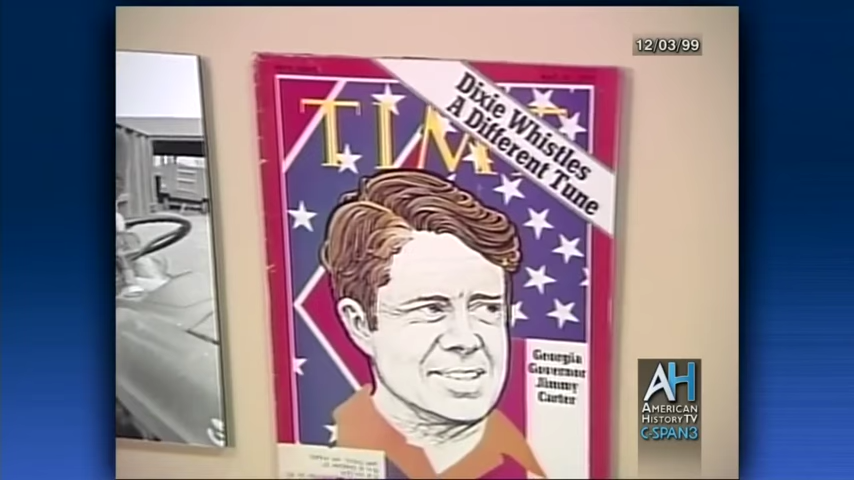 12/03/99
TIME
Dixie Whistles
A Different Tune
Georgia
Governor
Jimmy
Carter
AH
AMERICAN
HISTORY TV
C-SPAN3